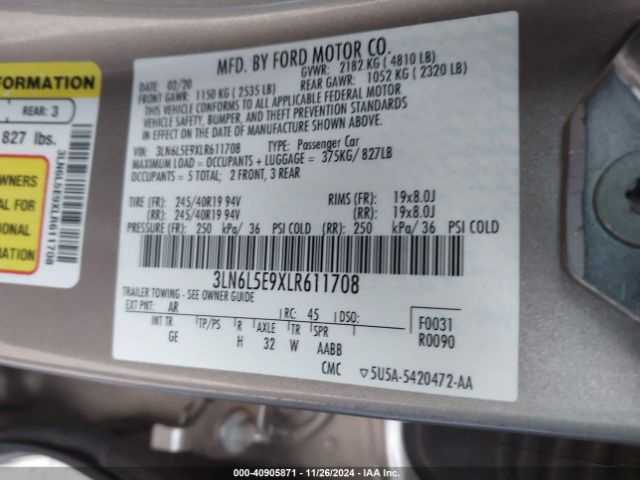 MFD. BY FORD MOTOR CO.
DATE: 02/20 GVWR: 2182 KG ( 4810 LB)
FRONT GAWR: 1150 KG ( 2535 LB) REAR GAWR: 1052 KG ( 2320 LB)
THIS VEHICLE CONFORMS TO ALL APPLICABLE FEDERAL MOTOR
VEHICLE SAFETY, BUMPER, AND THEFT PREVENTION STANDARDS IN
EFFECT ON THE DATE OF MANUFACTURE SHOWN ABOVE.
VIN: 3LN6L5E9XLR611708 TYPE: Passenger Car
MAXIMUM LOAD = OCCUPANTS + LUGGAGE = 375KG/ 827LB
OCCUPANTS = 5 TOTAL: 2 FRONT, 3 REAR
TIRE (FR): 245/40R19 94V RIMS (FR): 19x8.0J
(RR): 245/40R19 94V (RR): 19x8.0J
PRESSURE (FR): 250 kPa/ 36 PSI COLD (RR): 250 kPa/ 36 PSI COLD
3LN6L5E9XLR611708
TRAILER TOWING - SEE OWNER GUIDE
EXT PNT: AR RC: 45 DSO: F0031
INT TR TP/PS R AXLE TR SPR R0090
GE H 32 W AABB
CMC 5U5A-5420472-AA
INFORMATION
REAR: 3
827 lbs.
3LN6L5E9XLR611708
WNERS
AL FOR
IONAL
MATION
000-40905871 - 11/26/2024 - IAA Inc.